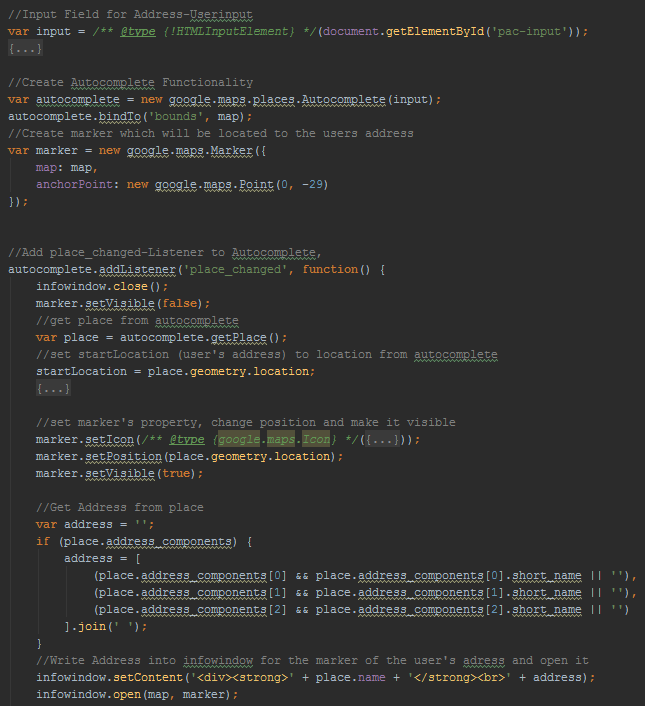 //Input Field for Address-Userinput
var input = /** @type {!HTMLInputElement} */(document.getElementById('pac-input'));
{...}
//Create Autocomplete Functionality
var autocomplete = new google.maps.places.Autocomplete(input);
autocomplete.bindTo('bounds', map);
//Create marker which will be located to the users address
var marker = new google.maps.Marker({
    map: map,
    anchorPoint: new google.maps.Point(0, -29)
});
//Add place_changed-Listener to Autocomplete,
autocomplete.addListener('place_changed', function() {
    infowindow.close();
    marker.setVisible(false);
    //get place from autocomplete
    var place = autocomplete.getPlace();
    //set startLocation (user's address) to location from autocomplete
    startLocation = place.geometry.location;
    {...}
    //set marker's property, change position and make it visible
    marker.setIcon(/** @type {google.maps.Icon} */({...}));
    marker.setPosition(place.geometry.location);
    marker.setVisible(true);
    //Get Address from place
    var address = '';
    if (place.address_components) {
        address = [
            (place.address_components[0] && place.address_components[0].short_name || ''),
            (place.address_components[1] && place.address_components[1].short_name || ''),
            (place.address_components[2] && place.address_components[2].short_name || '')
        ].join(' ');
    }
    //Write Address into infowindow for the marker of the user's adress and open it
    infowindow.setContent('<div><strong>' + place.name + '</strong><br>' + address);
    infowindow.open(map, marker);